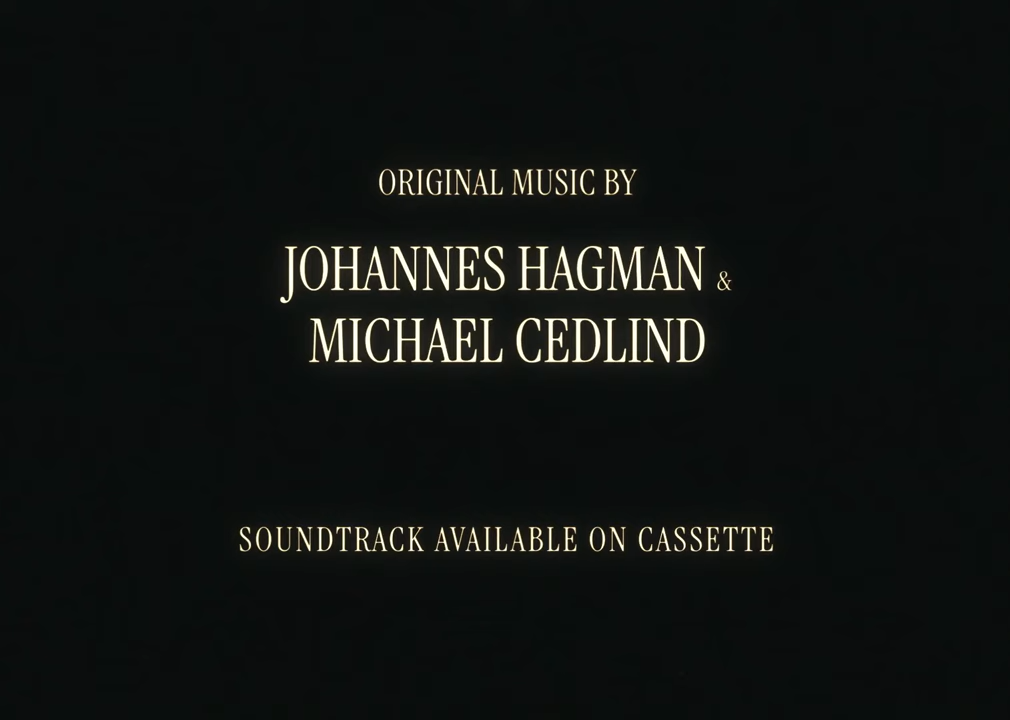 ORIGINAL MUSIC BY
JOHANNES HAGMAN &
MICHAEL CEDLIND
SOUNDTRACK AVAILABLE ON CASSETTE